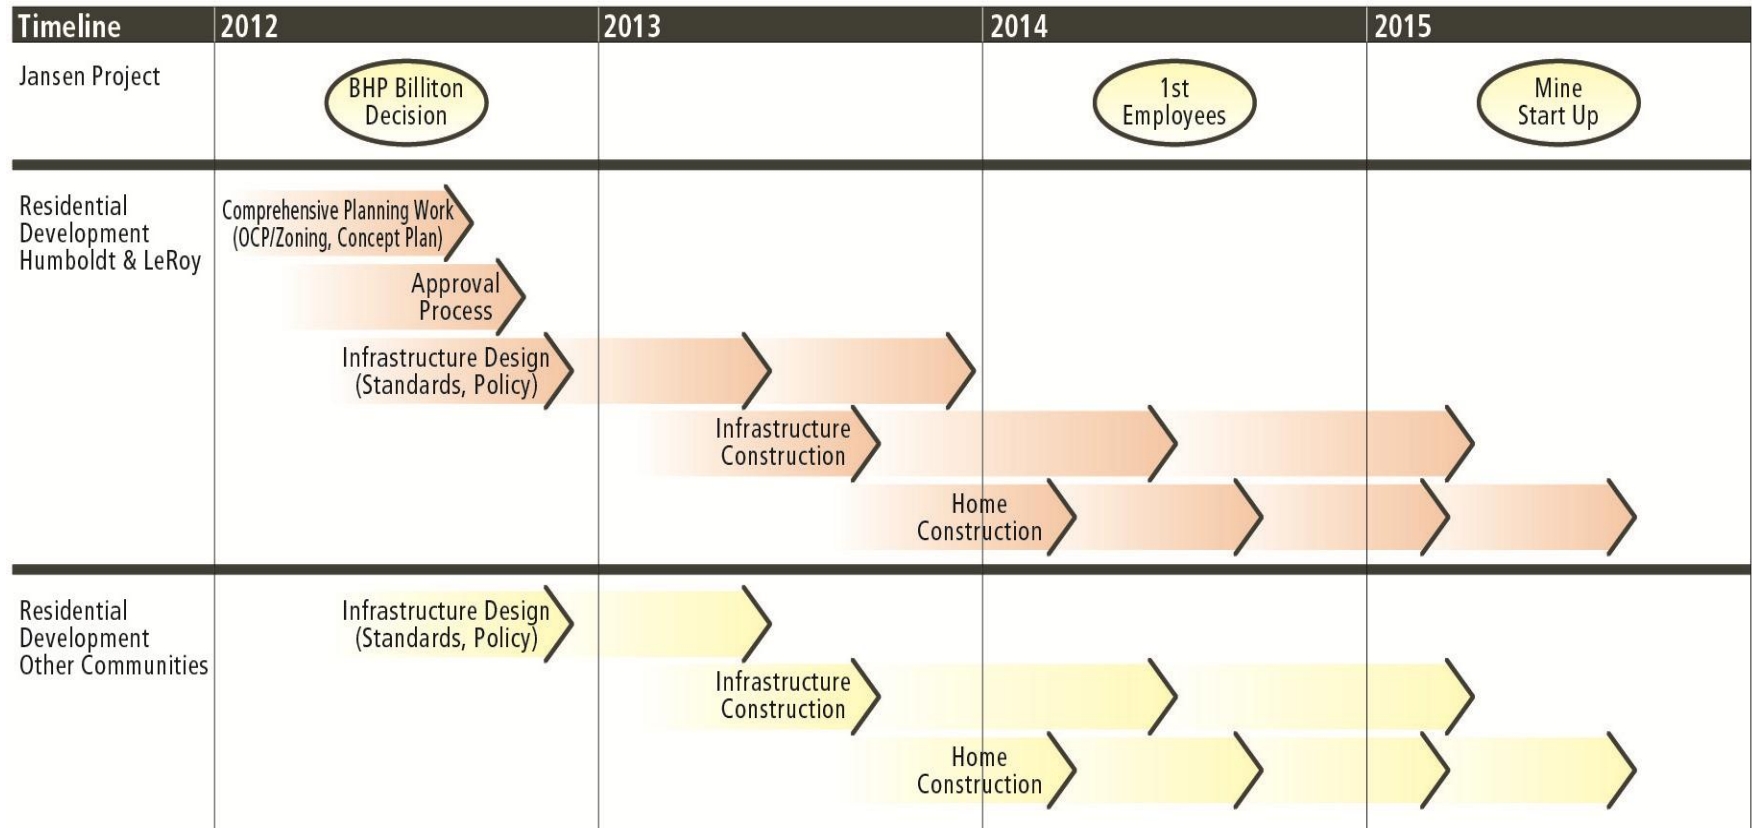 Timeline
2012
2013
2014
2015
Jansen Project
BHP Billiton
Decision
1st
Employees
Mine
Start Up
Residential
Development
Humboldt & LeRoy
Comprehensive Planning Work
(OCP/Zoning, Concept Plan)
Approval
Process
Infrastructure Design
(Standards, Policy)
Infrastructure
Construction
Home
Construction
Residential
Development
Other Communities
Infrastructure Design
(Standards, Policy)
Infrastructure
Construction
Home
Construction